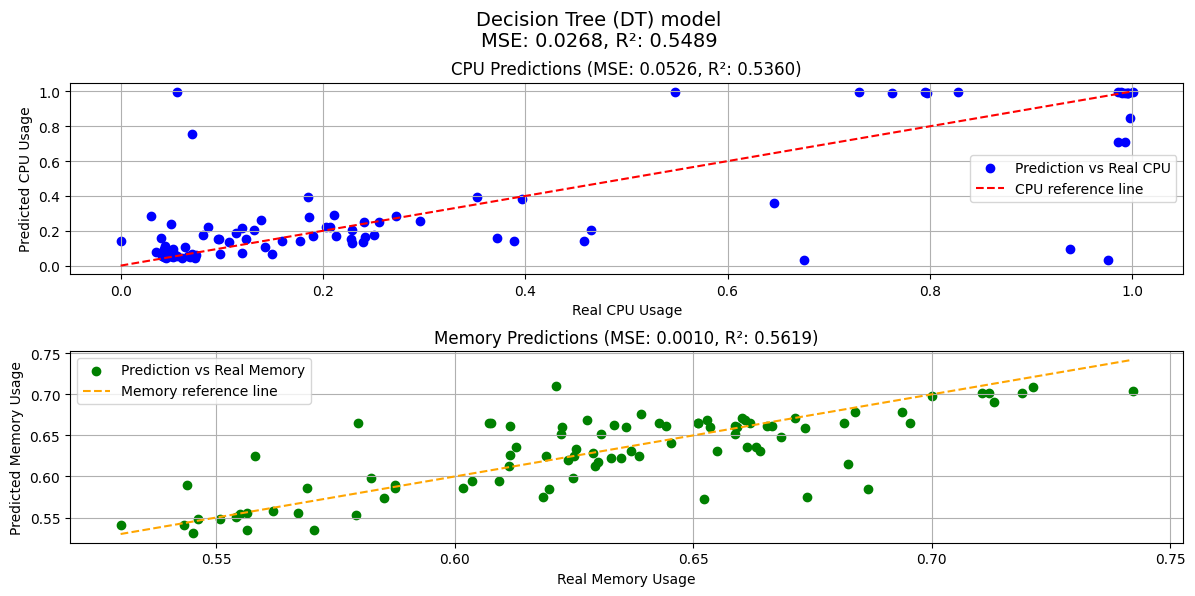 Decision Tree (DT) model
MSE: 0.0268, R²: 0.5489
CPU Predictions (MSE: 0.0526, R²: 0.5360)
Predicted CPU Usage
1.0
0.8
0.6
0.4
0.2
0.0
Prediction vs Real CPU
CPU reference line
0.0 0.2 0.4 0.6 0.8 1.0
Real CPU Usage
Memory Predictions (MSE: 0.0010, R²: 0.5619)
Predicted Memory Usage
0.75
0.70
0.65
0.60
0.55
Prediction vs Real Memory
Memory reference line
0.55 0.60 0.65 0.70 0.75
Real Memory Usage